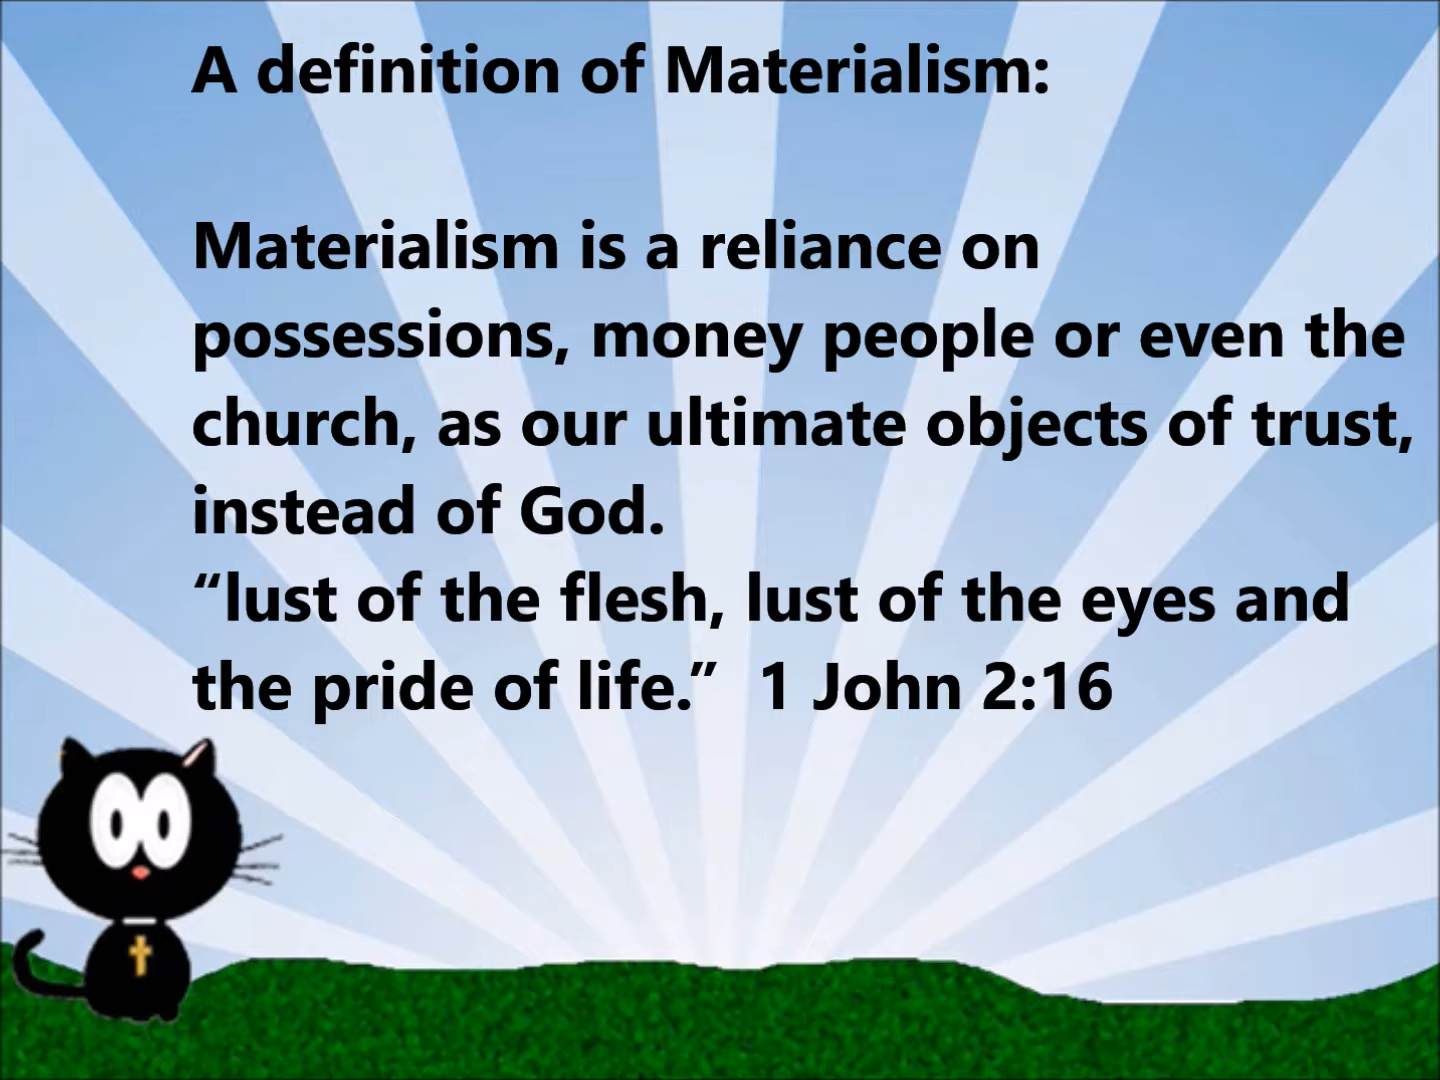 A definition of Materialism:
Materialism is a reliance on
possessions, money people or even the
church, as our ultimate objects of trust,
instead of God.
“lust of the flesh, lust of the eyes and
the pride of life.”  1 John 2:16